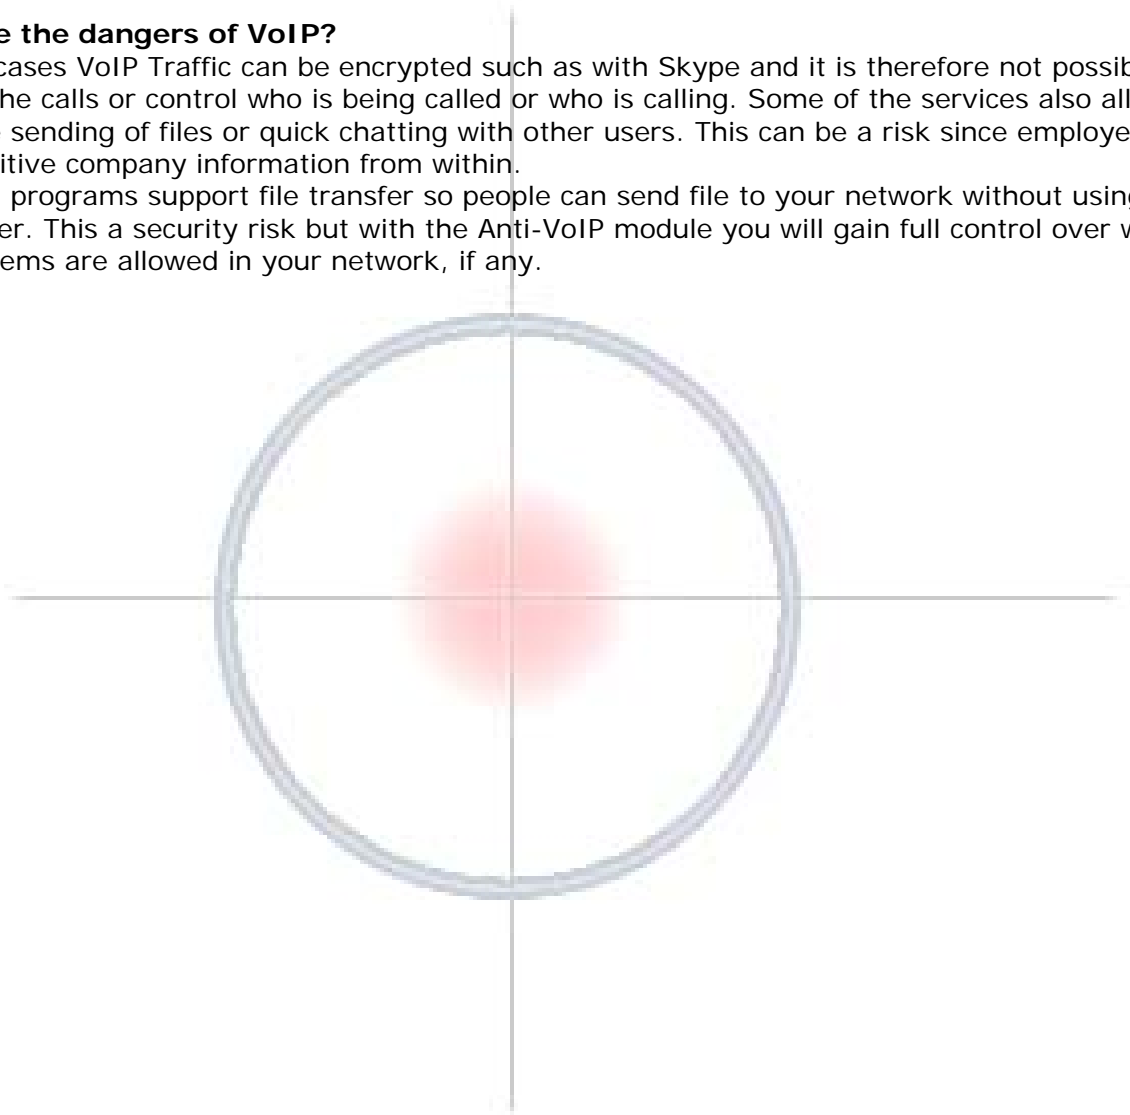 e the dangers of VoIP?
cases VoIP Traffic can be encrypted such as with Skype and it is therefore not possib
he calls or control who is being called or who is calling. Some of the services also all
sending of files or quick chatting with other users. This can be a risk since employe
itive company information from within.
programs support file transfer so people can send file to your network without using
er. This a security risk but with the Anti-VoIP module you will gain full control over w
ems are allowed in your network, if any.